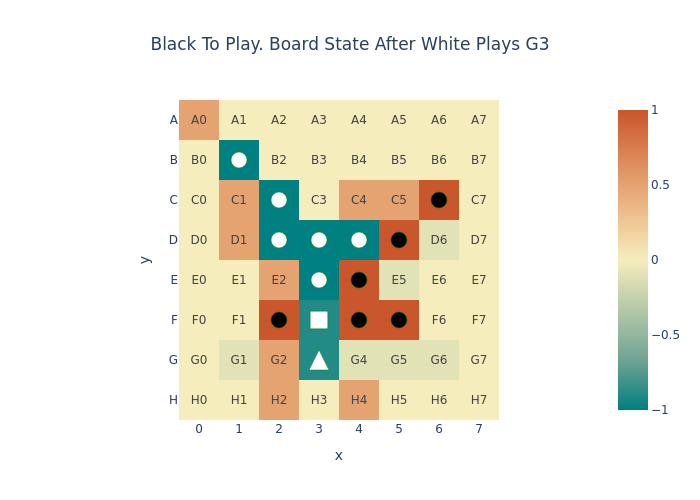 Black To Play. Board State After White Plays G3
A A0 A1 A2 A3 A4 A5 A6 A7
B B0 B2 B3 B4 B5 B6 B7
C C0 C1 C3 C4 C5 C7
D D0 D1 D6 D7
E E0 E1 E2 E5 E6 E7
F F0 F1 F6 F7
G G0 G1 G2 G4 G5 G6 G7
H H0 H1 H2 H3 H4 H5 H6 H7
0 1 2 3 4 5 6 7
x
y
1
0.5
0
−0.5
−1